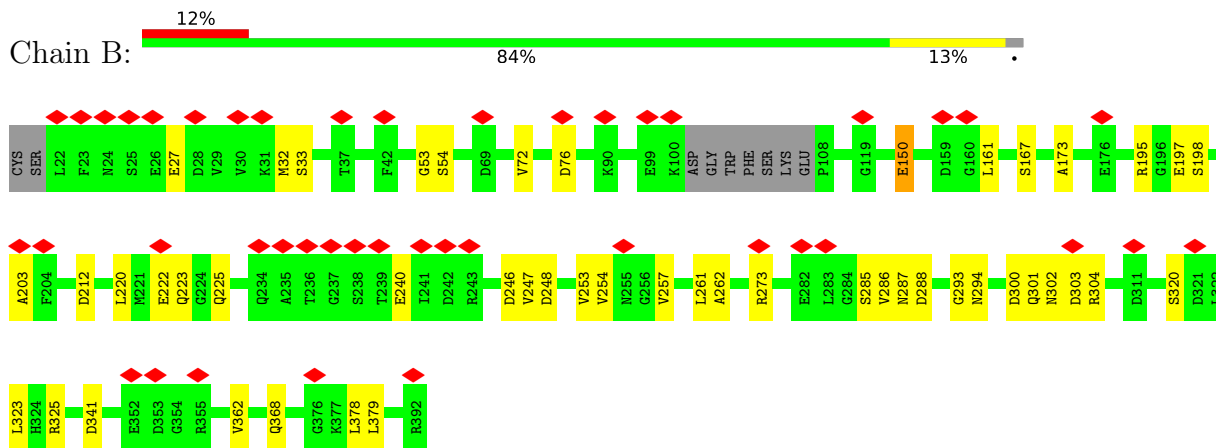 12%
Chain B:
84% 13% •
CYS SER L22 F23 N24 S25 E26 E27 D28 V29 V30 K31 M32 S33 T37 F42 G53 S54 D69 V72 D76 K90 E99 K100 ASP GLY TRP PHE SER LYS GLU P108 G119 E150 D159 G160 L161 S167 A173 E176 R195 G196 E197 S198
A203 F204 D212 L220 M221 E222 Q223 G224 Q225 Q234 A235 T236 G237 S238 T239 E240 I241 D242 R243 D246 V247 D248 V253 V254 N255 G256 V257 L261 A262 R273 E282 L283 G284 S285 V286 N287 D288 G293 N294 D300 Q301 N302 D303 R304 D311 S320 D321 L322
L323 H324 R325 D341 E352 D353 G354 R355 V362 Q368 G376 K377 L378 L379 R392